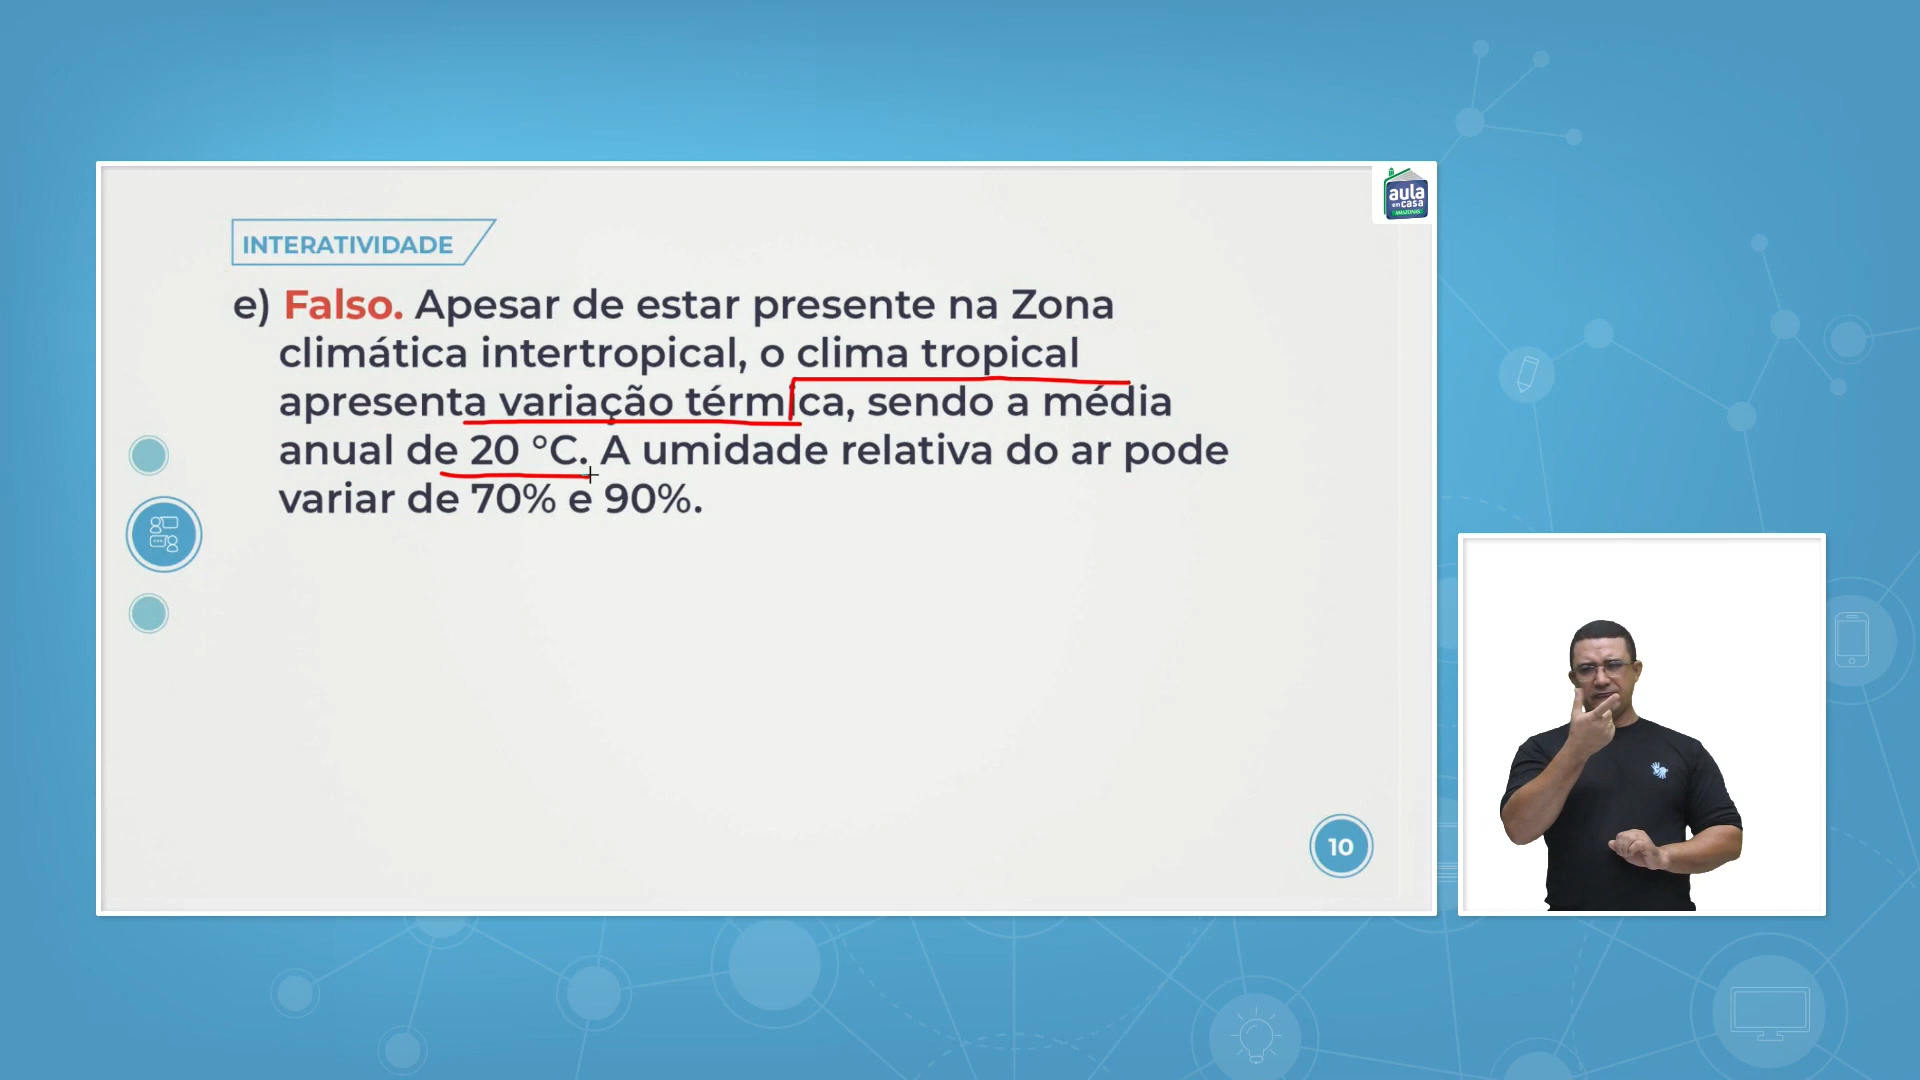 aula
em casa
AMAZONAS
INTERATIVIDADE
e) Falso. Apesar de estar presente na Zona
climática intertropical, o clima tropical
apresenta variação térmica, sendo a média
anual de 20 °C. A umidade relativa do ar pode
variar de 70% e 90%.
10